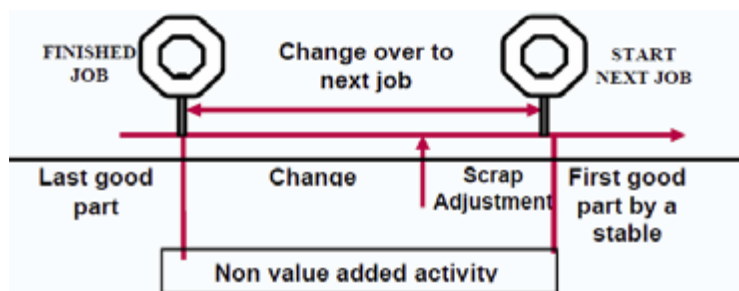 FINISHED
JOB
Change over to
next job
START
NEXT JOB
Last good
part
Change
Scrap
Adjustment
First good
part by a
stable
Non value added activity